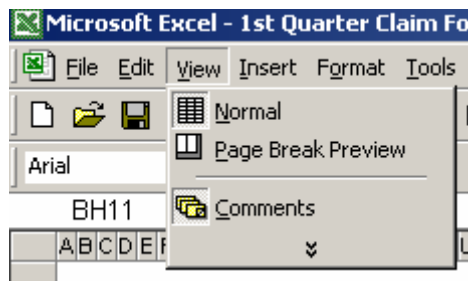 Microsoft Excel - 1st Quarter Claim Fo
File Edit View Insert Format Tools
Normal
Page Break Preview
Arial
Comments
BH11
A B C D E F